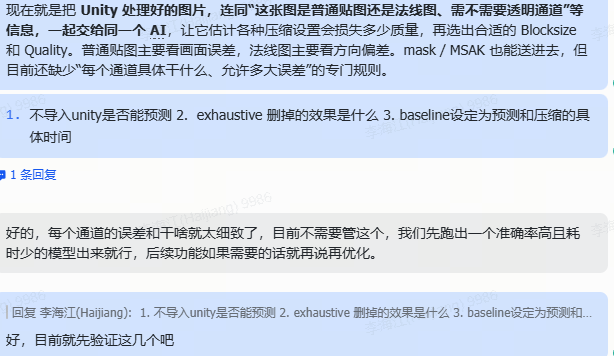 现在就是把 Unity 处理好的图片，连同“这张图是普通贴图还是法线图、需不需要透明通道”等
信息，一起交给同一个 AI，让它估计各种压缩设置会损失多少质量，再选出合适的 Blocksize
和 Quality。普通贴图主要看画面误差，法线图主要看方向偏差。mask / MSAK 也能送进去，但
目前还缺少“每个通道具体干什么、允许多大误差”的专门规则。
1. 不导入unity是否能预测 2. exhaustive 删掉的效果是什么 3. baseline设定为预测和压缩的具
体时间
1 条回复
好的，每个通道的误差和干啥就太细致了，目前不需要管这个，我们先跑出一个准确率高且耗
时少的模型出来就行，后续功能如果需要的话就再说再优化。
回复 李海江(Haijiang): 1. 不导入unity是否能预测 2. exhaustive 删掉的效果是什么 3. baseline设定为预测和...
好，目前就先验证这几个吧
李海江(Haijiang) 9986